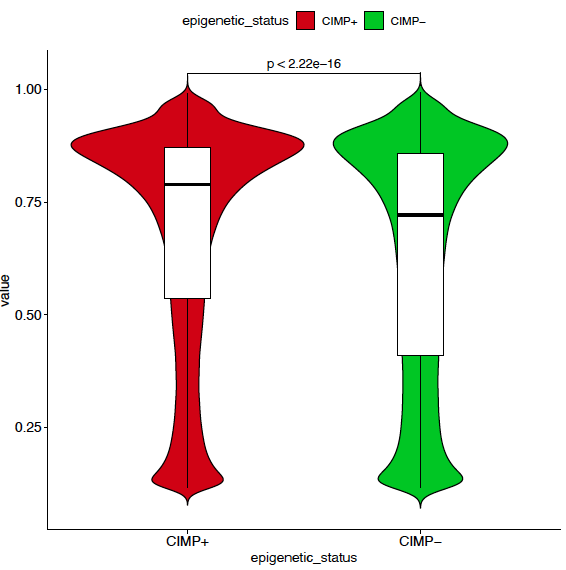 epigenetic_status CIMP+ CIMP−
p < 2.22e−16
1.00
0.75
0.50
0.25
value
CIMP+ CIMP−
epigenetic_status